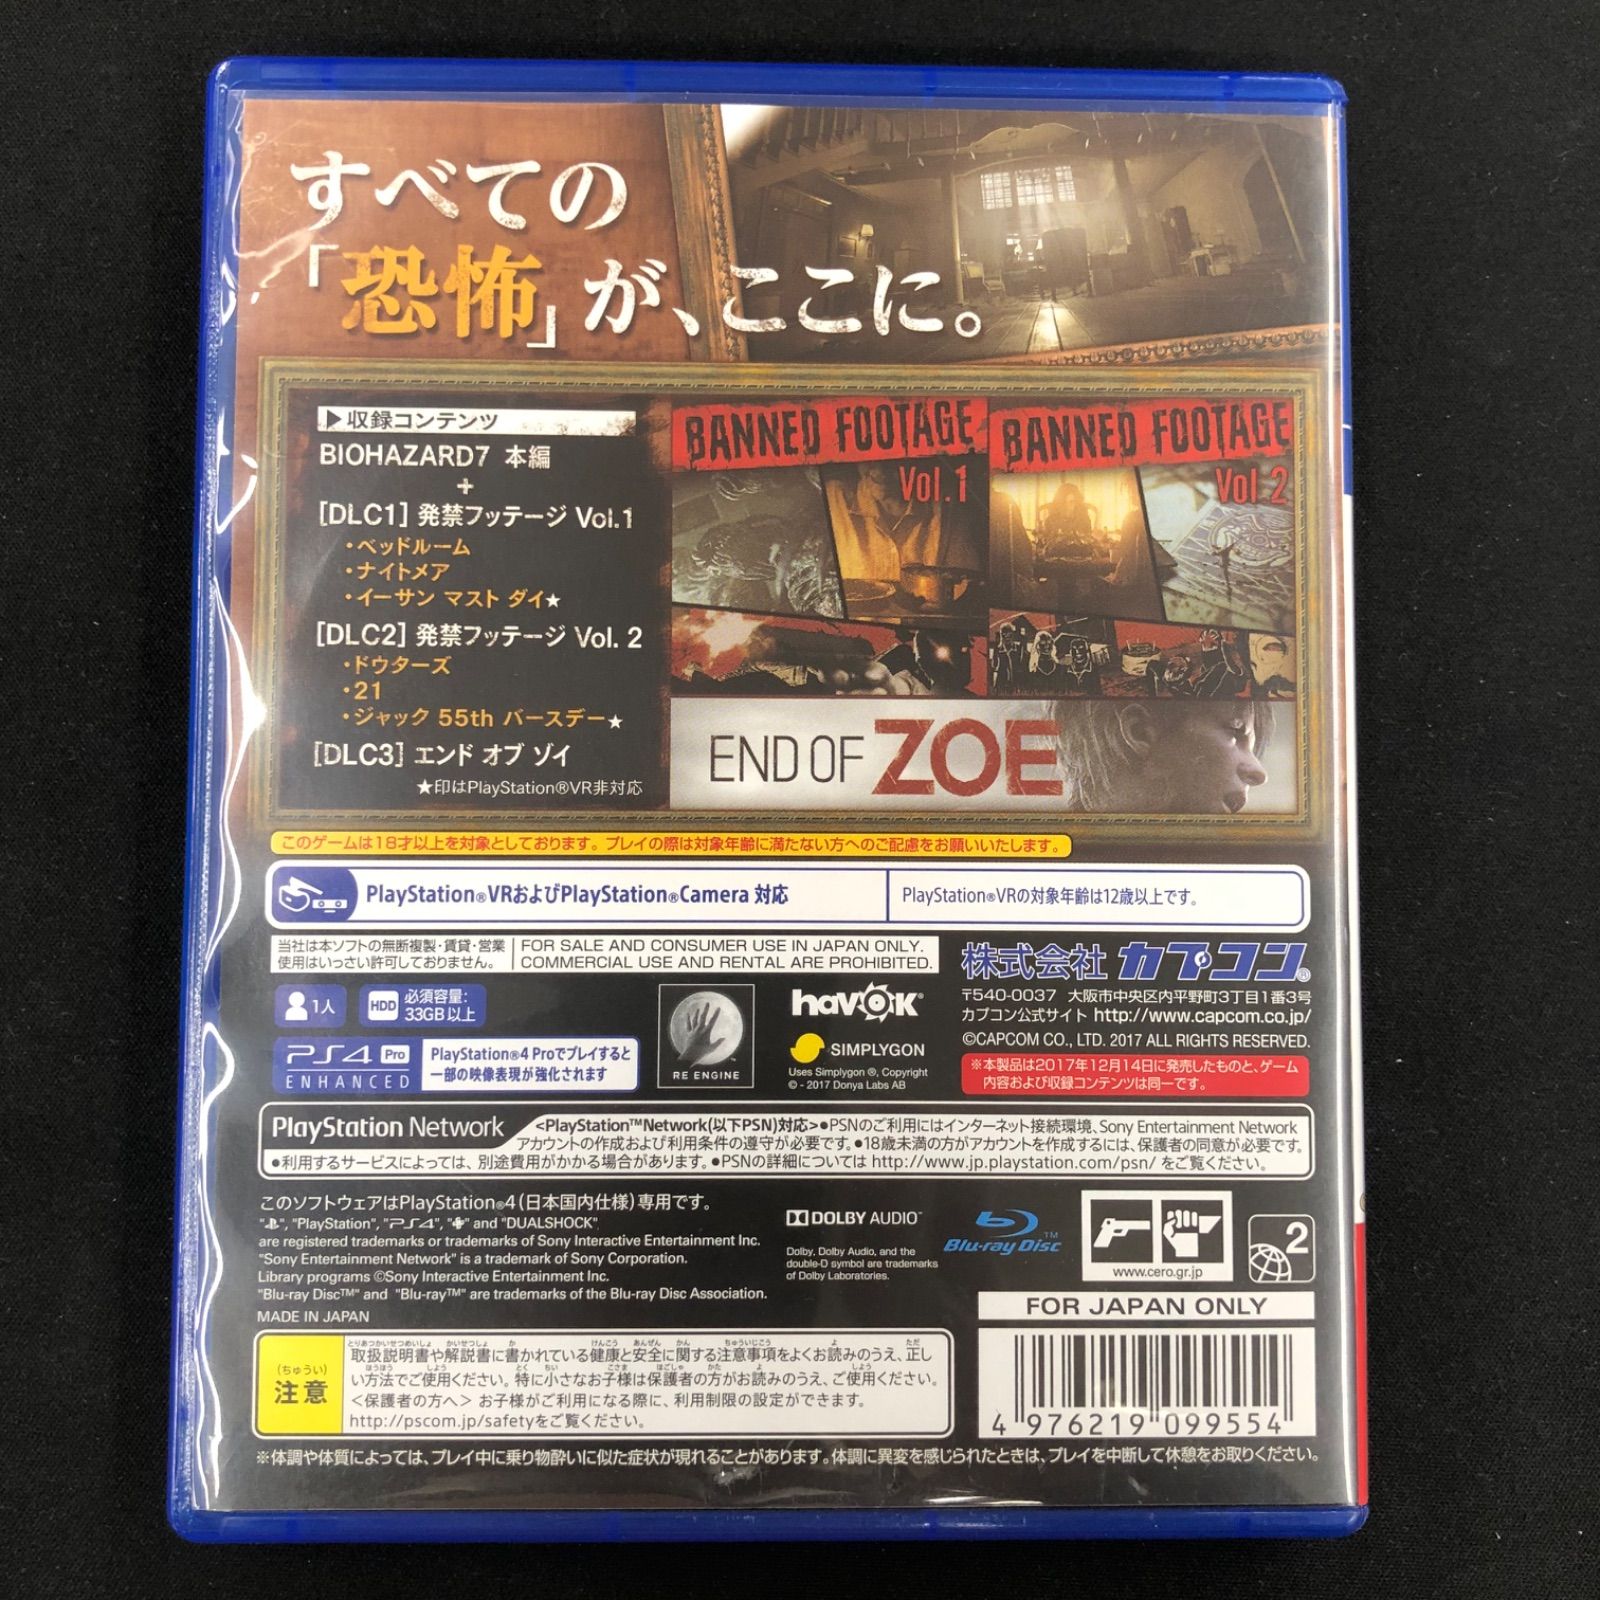 すべての
「恐怖」が、ここに。
▶収録コンテンツ
BIOHAZARD7 本編
+
[DLC1] 発禁フッテージ Vol.1
・ベッドルーム
・ナイトメア
・イーサン マスト ダイ★
[DLC2] 発禁フッテージ Vol. 2
・ドウターズ
・21
・ジャック 55th バースデー★
[DLC3] エンド オブ ゾイ
★印はPlayStation®VR非対応
BANNED FOOTAGE
Vol.1
BANNED FOOTAGE
Vol 2
END OF ZOE
このゲームは18才以上を対象としております。プレイの際は対象年齢に満たない方へのご配慮をお願いいたします。
PlayStation®VRおよびPlayStation®Camera 対応
PlayStation®VRの対象年齢は12歳以上です。
当社は本ソフトの無断複製・賃貸・営業
使用はいっさい許可しておりません。
FOR SALE AND CONSUMER USE IN JAPAN ONLY.
COMMERCIAL USE AND RENTAL ARE PROHIBITED.
株式会社 カプコン®
〒540-0037 大阪市中央区内平野町3丁目1番3号
カプコン公式サイト http://www.capcom.co.jp/
©CAPCOM CO., LTD. 2017 ALL RIGHTS RESERVED.
※本製品は2017年12月14日に発売したものと、ゲーム
内容および収録コンテンツは同一です。
1人
HDD 必須容量:
33GB以上
PS4 Pro
ENHANCED
PlayStation®4 Proでプレイすると
一部の映像表現が強化されます
RE ENGINE
havok®
SIMPLYGON
Uses Simplygon ®, Copyright
© - 2017 Donya Labs AB
PlayStation Network
<PlayStation™Network(以下PSN)対応>●PSNのご利用にはインターネット接続環境、Sony Entertainment Network
アカウントの作成および利用条件の遵守が必要です。●18歳未満の方がアカウントを作成するには、保護者の同意が必要です。
●利用するサービスによっては、別途費用がかかる場合があります。●PSNの詳細については http://www.jp.playstation.com/psn/ をご覧ください。
このソフトウェアはPlayStation®4(日本国内仕様)専用です。
"", "PlayStation", "PS4", "" and "DUALSHOCK"
are registered trademarks or trademarks of Sony Interactive Entertainment Inc.
"Sony Entertainment Network" is a trademark of Sony Corporation.
Library programs ©Sony Interactive Entertainment Inc.
"Blu-ray Disc™" and "Blu-ray™" are trademarks of the Blu-ray Disc Association.
MADE IN JAPAN
DOLBY AUDIO™
Dolby, Dolby Audio, and the
double-D symbol are trademarks
of Dolby Laboratories.
Blu-ray Disc™
www.cero.gr.jp
2
FOR JAPAN ONLY
4 976219 099554
(ちゅうい)
注意
取扱説明書や解説書に書かれている健康と安全に関する注意事項をよくお読みのうえ、正し
い方法でご使用ください。特に小さなお子様は保護者の方がお読みのうえ、ご使用ください。
<保護者の方へ> お子様がご利用になる際に、利用制限の設定ができます。
http://pscom.jp/safetyをご覧ください。
※体調や体質によっては、プレイ中に乗り物酔いに似た症状が現れることがあります。体調に異変を感じられたときは、プレイを中断して休憩をお取りください。